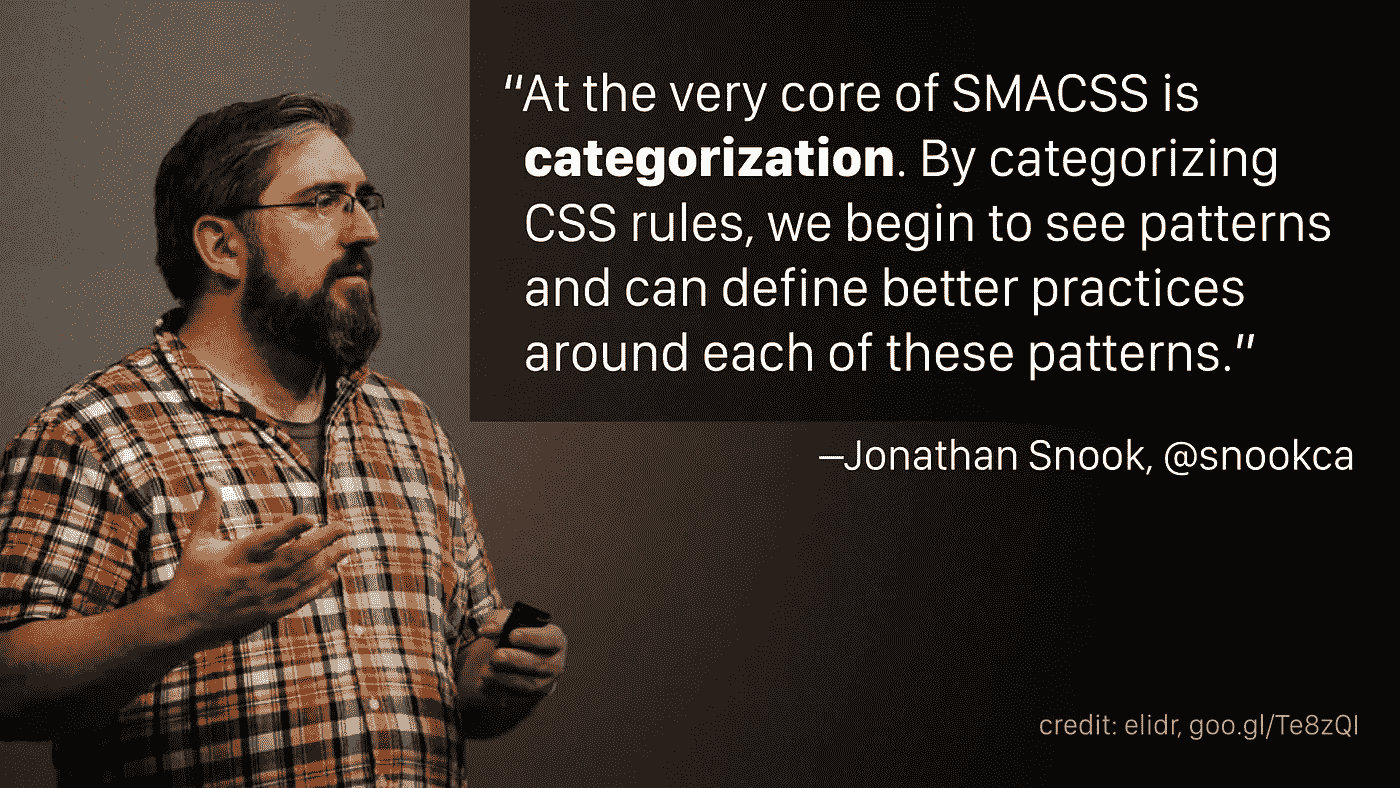 “At the very core of SMACSS is
categorization. By categorizing
CSS rules, we begin to see patterns
and can define better practices
around each of these patterns.”
—Jonathan Snook, @snookca
credit: elidr, goo.gl/Te8zQl